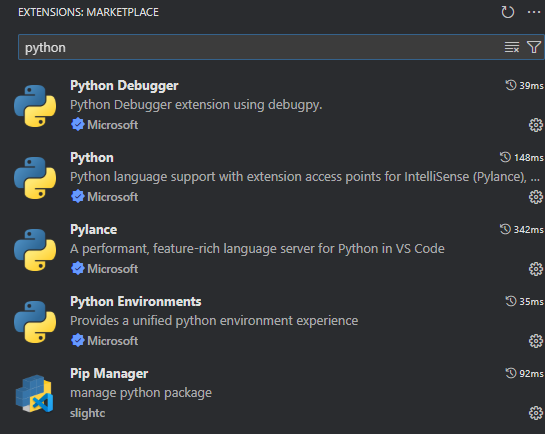 EXTENSIONS: MARKETPLACE
python
Python Debugger 39ms
Python Debugger extension using debugpy.
Microsoft
Python 148ms
Python language support with extension access points for IntelliSense (Pylance), ...
Microsoft
Pylance 342ms
A performant, feature-rich language server for Python in VS Code
Microsoft
Python Environments 35ms
Provides a unified python environment experience
Microsoft
Pip Manager 92ms
manage python package
slightc